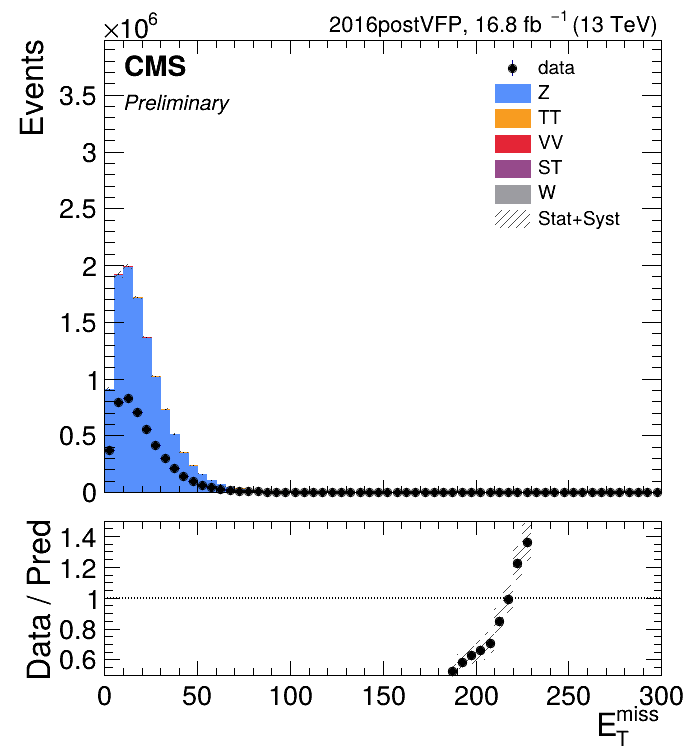 ×10⁶
2016postVFP, 16.8 fb⁻¹ (13 TeV)
CMS
Preliminary
data
Z
TT
VV
ST
W
Stat+Syst
Events
3.5
3
2.5
2
1.5
1
0.5
0
Data / Pred
1.4
1.2
1
0.8
0.6
0 50 100 150 200 250 300
E_T^miss